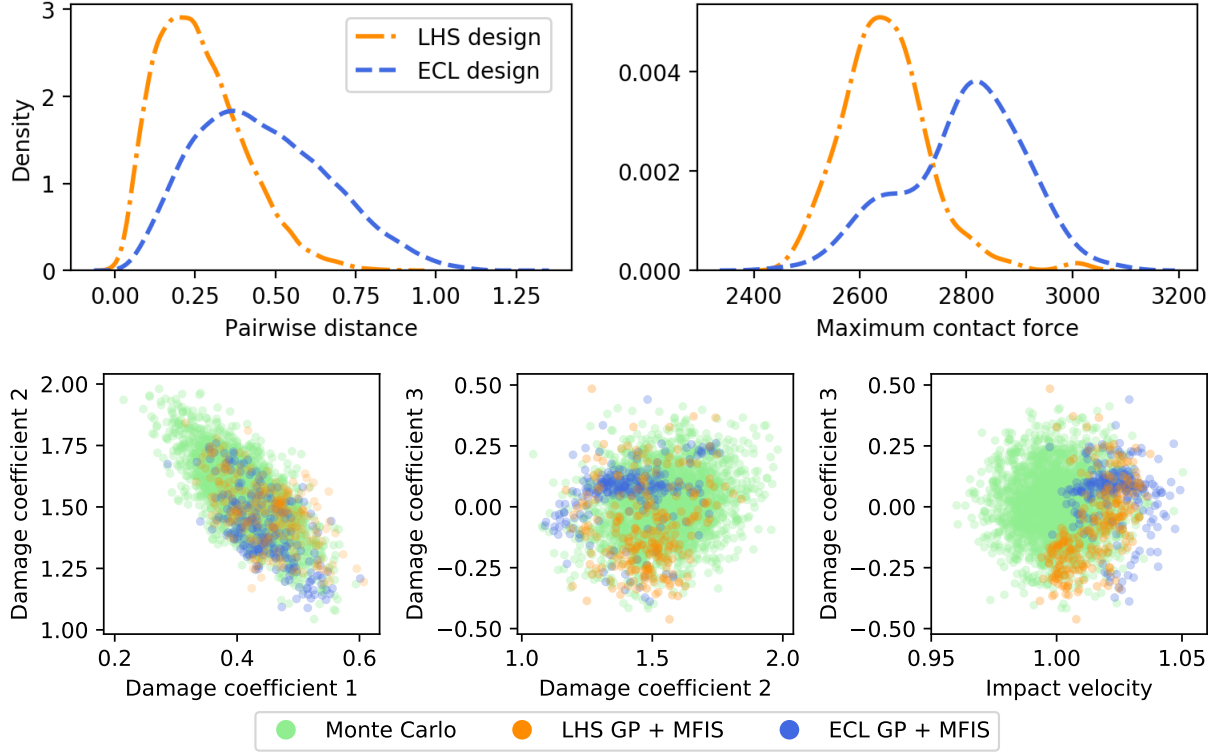 3
2
1
0
Density
LHS design
ECL design
0.00 0.25 0.50 0.75 1.00 1.25
Pairwise distance
0.004
0.002
0.000
2400 2600 2800 3000 3200
Maximum contact force
2.00
1.75
1.50
1.25
1.00
Damage coefficient 2
0.2 0.4 0.6
Damage coefficient 1
0.50
0.25
0.00
−0.25
−0.50
Damage coefficient 3
1.0 1.5 2.0
Damage coefficient 2
0.50
0.25
0.00
−0.25
−0.50
Damage coefficient 3
0.95 1.00 1.05
Impact velocity
Monte Carlo LHS GP + MFIS ECL GP + MFIS